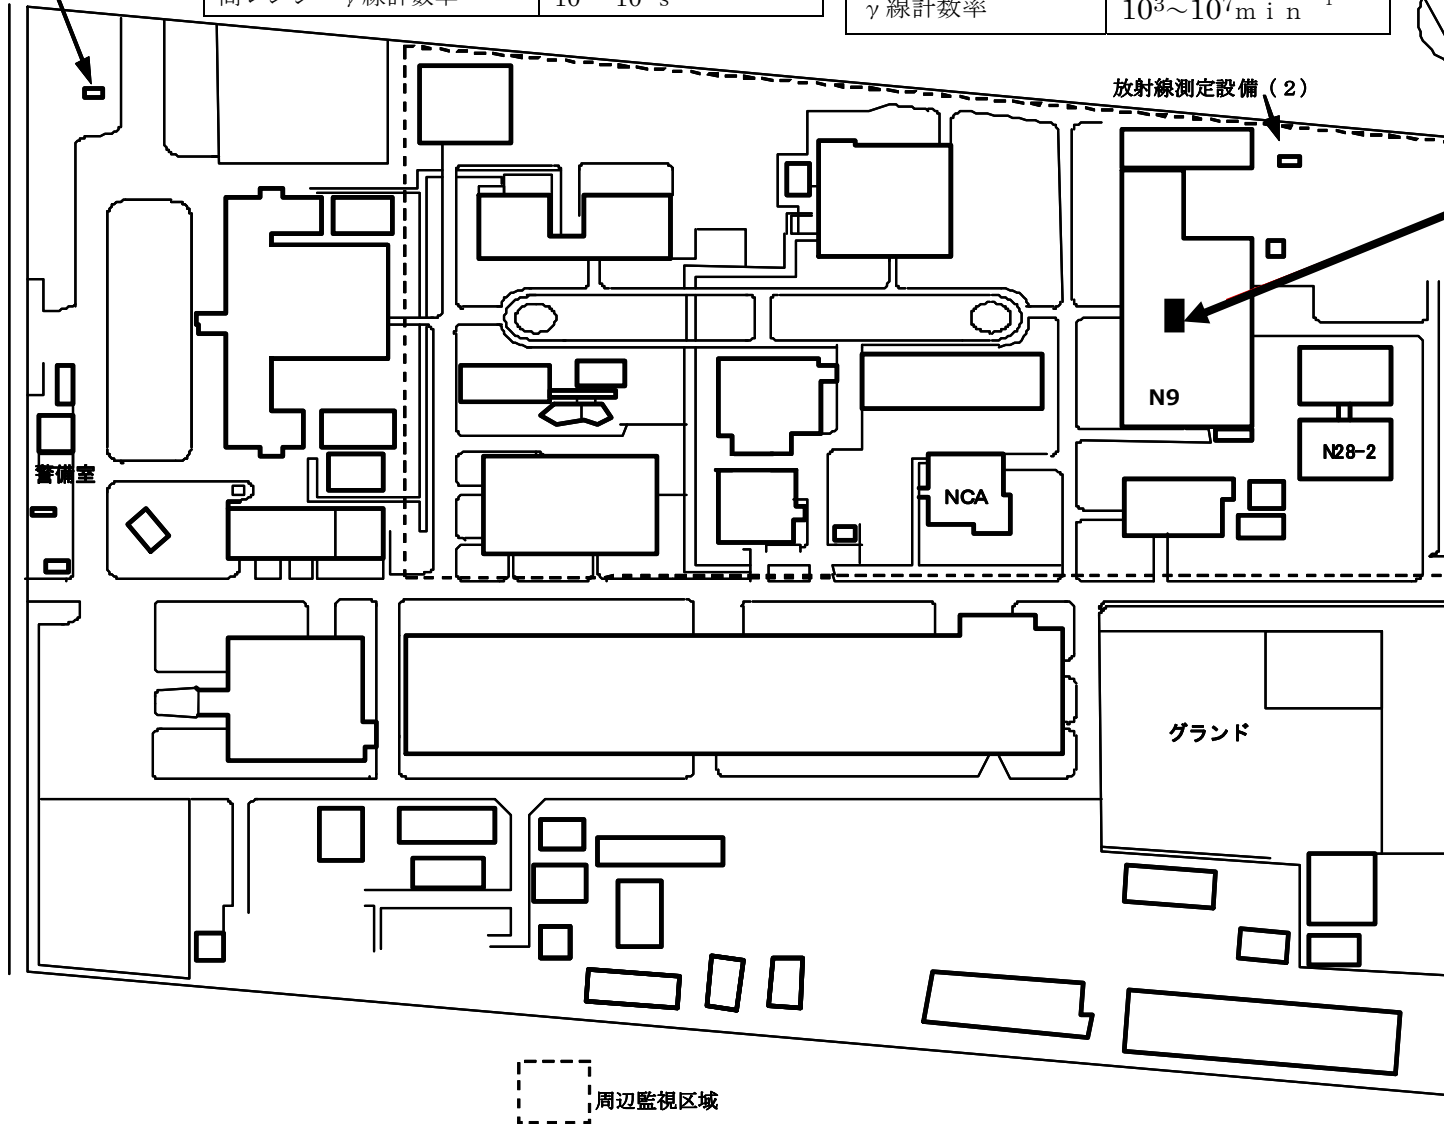 γ線計数率
10³～10⁷ｍｉｎ⁻¹
放射線測定設備（２）
N9
N28-2
警備室
NCA
グランド
周辺監視区域